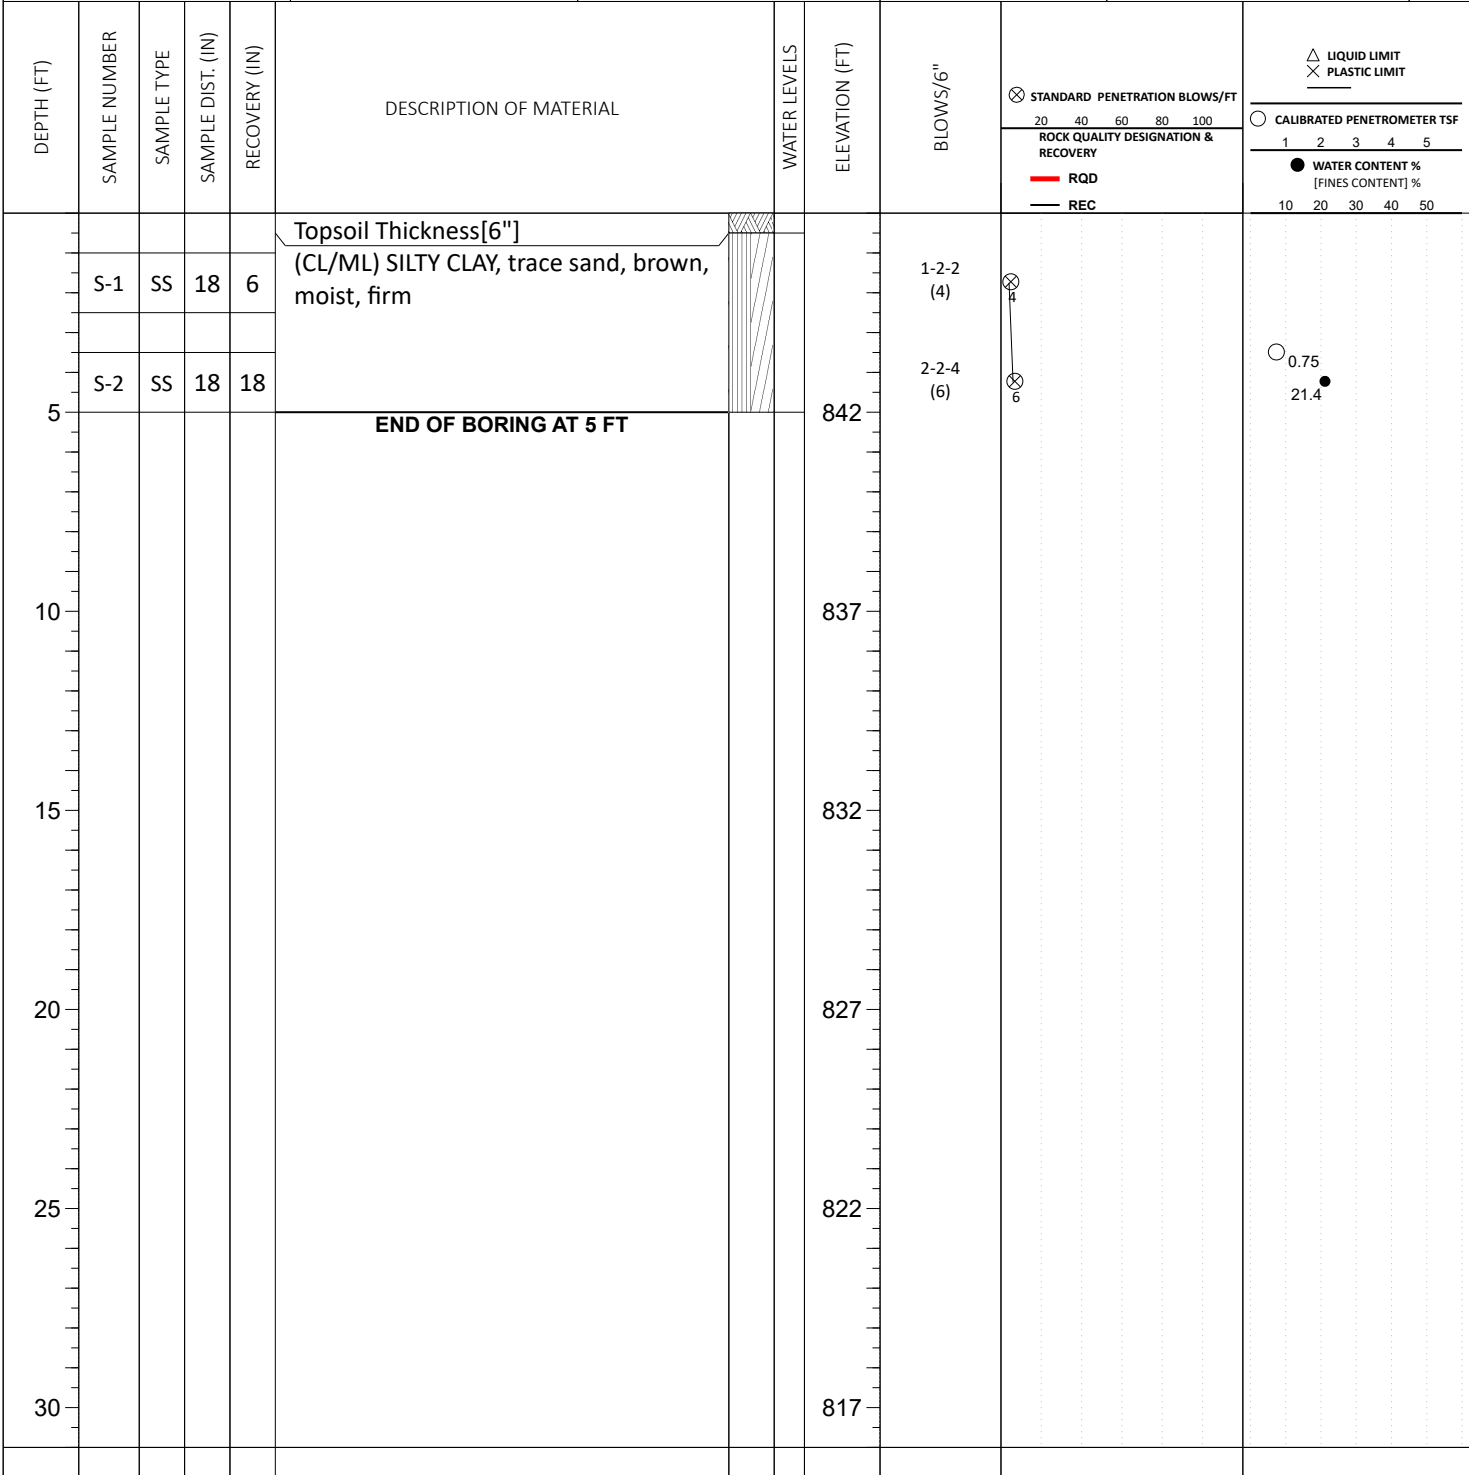 DEPTH (FT)
SAMPLE NUMBER
SAMPLE TYPE
SAMPLE DIST. (IN)
RECOVERY (IN)
DESCRIPTION OF MATERIAL
WATER LEVELS
ELEVATION (FT)
BLOWS/6"
STANDARD PENETRATION BLOWS/FT
20 40 60 80 100
ROCK QUALITY DESIGNATION &
RECOVERY
RQD
REC
LIQUID LIMIT
PLASTIC LIMIT
CALIBRATED PENETROMETER TSF
1 2 3 4 5
WATER CONTENT %
[FINES CONTENT] %
10 20 30 40 50
Topsoil Thickness[6"]
(CL/ML) SILTY CLAY, trace sand, brown,
moist, firm
S-1 SS 18 6
1-2-2
(4)
4
S-2 SS 18 18
2-2-4
(6)
6
0.75
21.4
5
842
END OF BORING AT 5 FT
10
837
15
832
20
827
25
822
30
817